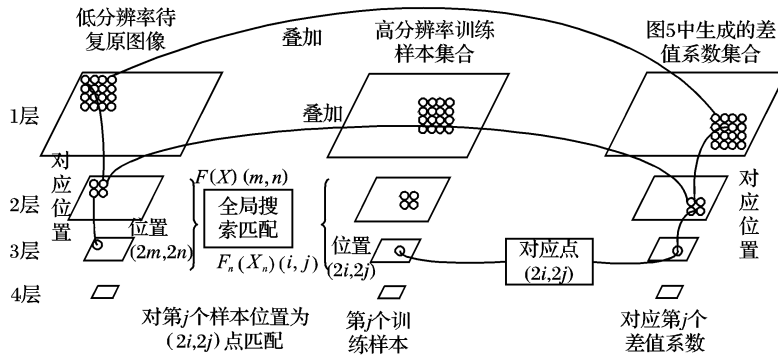 低分辨率待
复原图像
叠加
高分辨率训练
样本集合
图5中生成的差
值系数集合
1层
叠加
对应位置
2层
F(X)(m,n)
全局搜
索匹配
F_n(X_n)(i,j)
对应位置
3层
位置
(2m,2n)
位置
(2i,2j)
对应点
(2i,2j)
4层
对第j个样本位置为
(2i,2j)点匹配
第j个训
练样本
对应第j个
差值系数